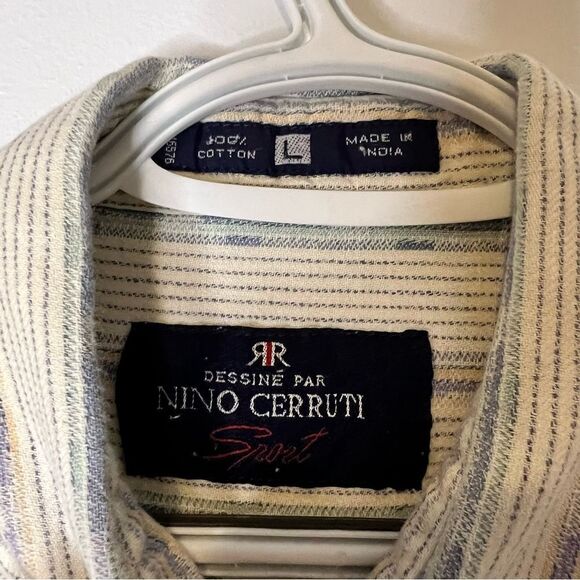 100%
COTTON
L
MADE IN
INDIA
RR
DESSINÉ PAR
NINO CERRUTI
Sport